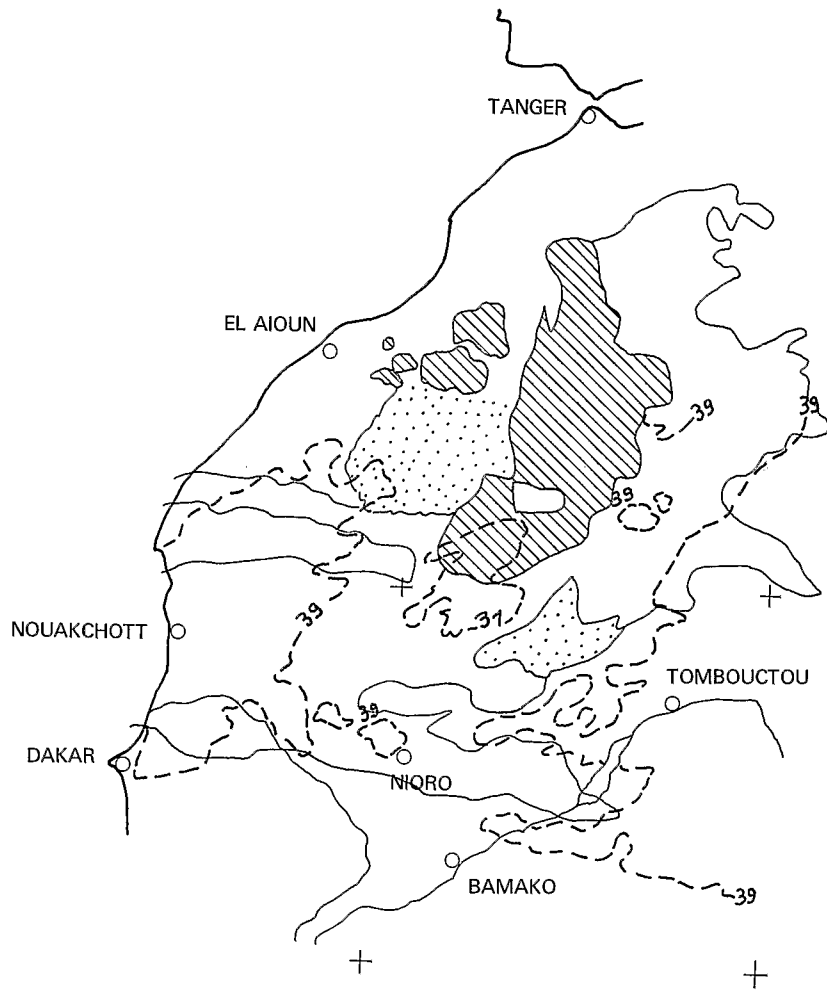 TANGER
EL AIOUN
39
39
39
39
31
NOUAKCHOTT
TOMBOUCTOU
39
DAKAR
NIORO
BAMAKO
39